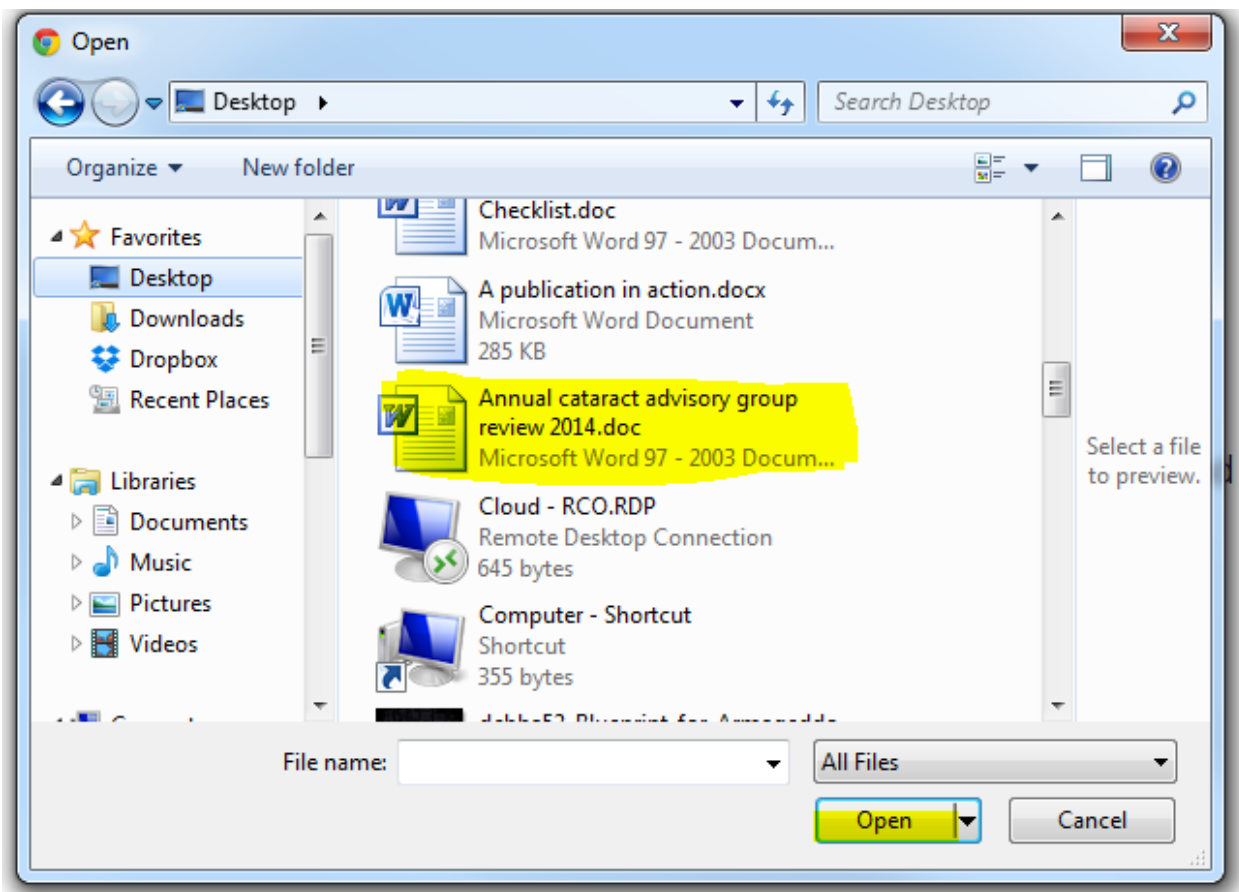 Open
Desktop
Search Desktop
Organize
New folder
Favorites
Desktop
Downloads
Dropbox
Recent Places
Libraries
Documents
Music
Pictures
Videos
Checklist.doc
Microsoft Word 97 - 2003 Docum...
A publication in action.docx
Microsoft Word Document
285 KB
Annual cataract advisory group
review 2014.doc
Microsoft Word 97 - 2003 Docum...
Cloud - RCO.RDP
Remote Desktop Connection
645 bytes
Computer - Shortcut
Shortcut
355 bytes
Select a file
to preview.
File name:
All Files
Open
Cancel